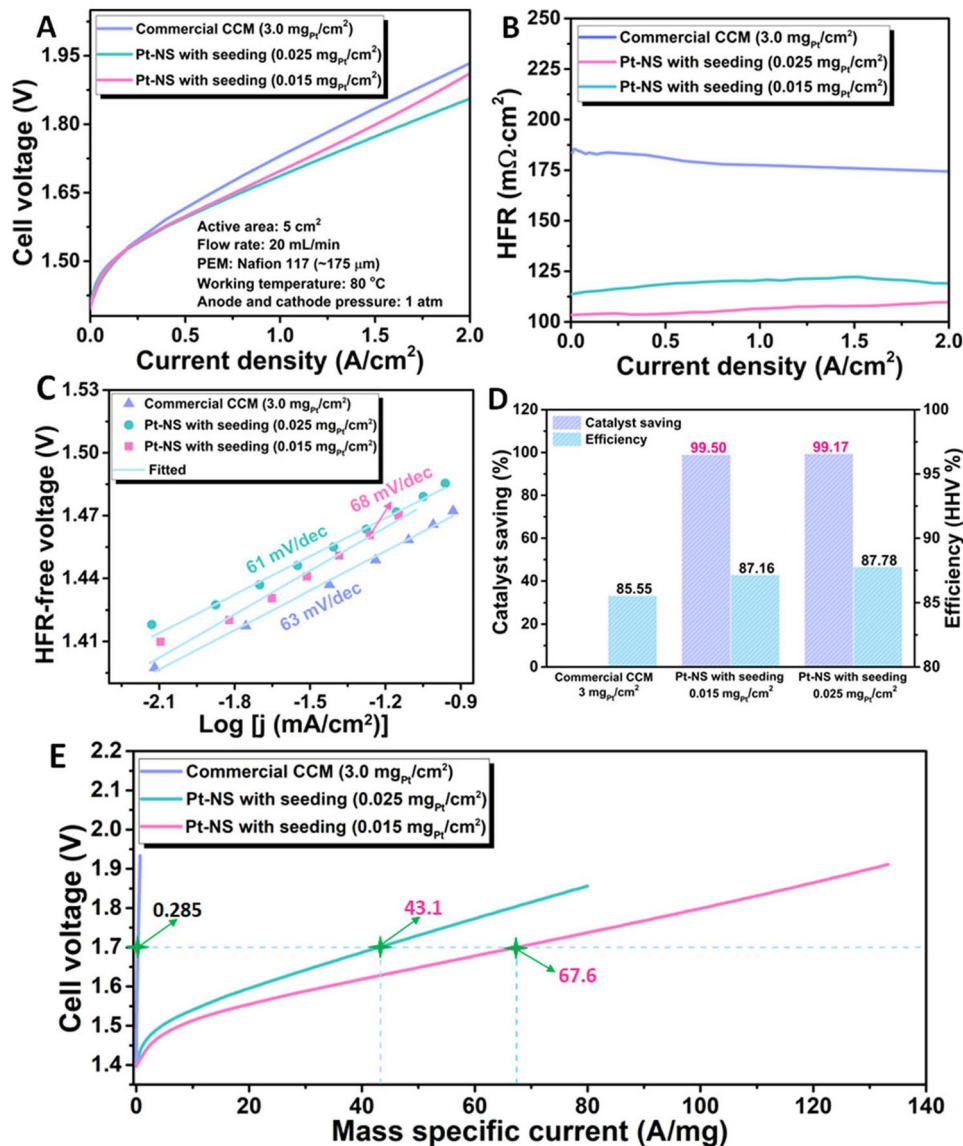 A
Commercial CCM (3.0 mgPt/cm²)
Pt-NS with seeding (0.025 mgPt/cm²)
Pt-NS with seeding (0.015 mgPt/cm²)
1.95
1.80
1.65
1.50
Cell voltage (V)
Active area: 5 cm²
Flow rate: 20 mL/min
PEM: Nafion 117 (~175 μm)
Working temperature: 80 °C
Anode and cathode pressure: 1 atm
0.0 0.5 1.0 1.5 2.0
Current density (A/cm²)
B
Commercial CCM (3.0 mgPt/cm²)
Pt-NS with seeding (0.025 mgPt/cm²)
Pt-NS with seeding (0.015 mgPt/cm²)
250
225
200
175
150
125
100
HFR (mΩ·cm²)
0.0 0.5 1.0 1.5 2.0
Current density (A/cm²)
C
Commercial CCM (3.0 mgPt/cm²)
Pt-NS with seeding (0.025 mgPt/cm²)
Pt-NS with seeding (0.015 mgPt/cm²)
Fitted
1.53
1.50
1.47
1.44
1.41
HFR-free voltage (V)
68 mV/dec
61 mV/dec
63 mV/dec
-2.1 -1.8 -1.5 -1.2 -0.9
Log [j (mA/cm²)]
D
Catalyst saving
Efficiency
120
100
80
60
40
20
0
Catalyst saving (%)
99.50
99.17
85.55
87.16
87.78
100
95
90
85
80
Efficiency (HHV %)
Commercial CCM
3 mgPt/cm²
Pt-NS with seeding
0.015 mgPt/cm²
Pt-NS with seeding
0.025 mgPt/cm²
E
Commercial CCM (3.0 mgPt/cm²)
Pt-NS with seeding (0.025 mgPt/cm²)
Pt-NS with seeding (0.015 mgPt/cm²)
2.2
2.1
2.0
1.9
1.8
1.7
1.6
1.5
1.4
Cell voltage (V)
0.285
43.1
67.6
0 20 40 60 80 100 120 140
Mass specific current (A/mg)